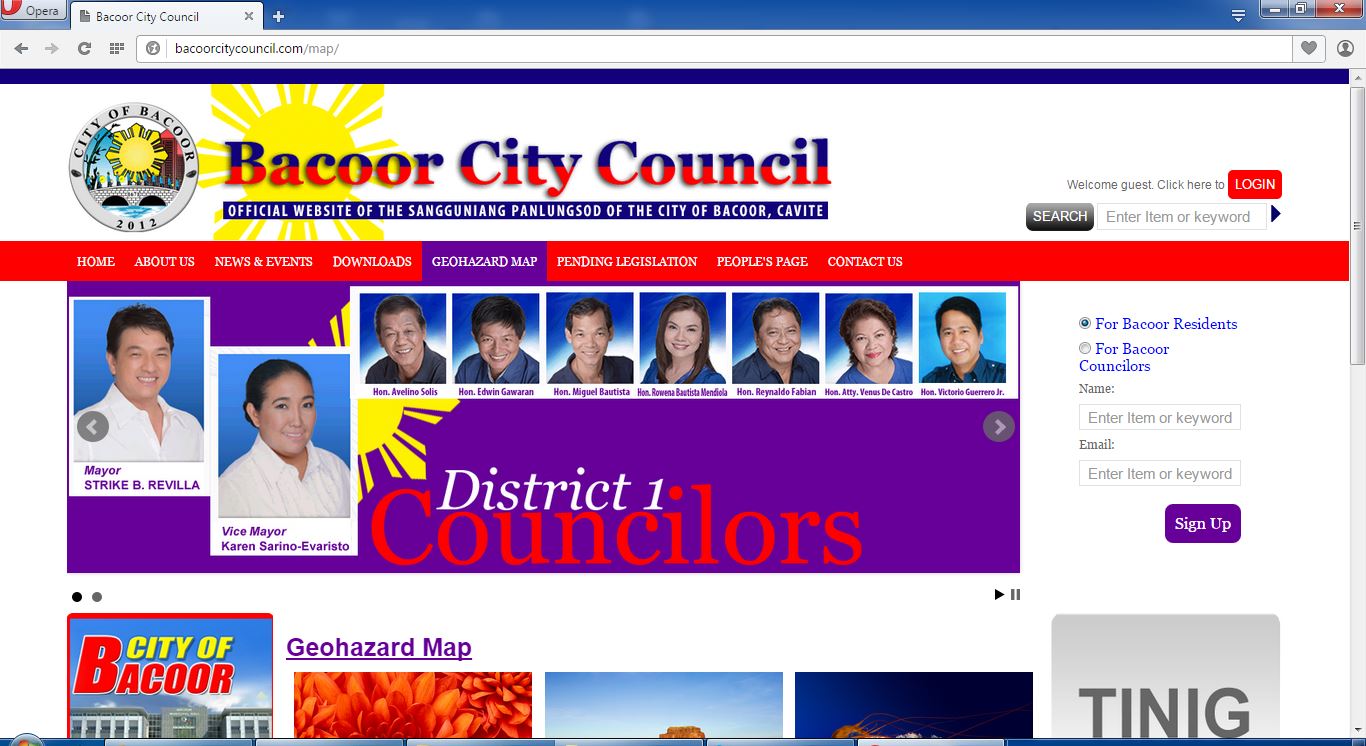 Opera
Bacoor City Council
bacoorcitycouncil.com/map/
CITY OF BACOOR
2012
Bacoor City Council
OFFICIAL WEBSITE OF THE SANGGUNIANG PANLUNGSOD OF THE CITY OF BACOOR, CAVITE
Welcome guest. Click here to LOGIN
SEARCH Enter Item or keyword
HOME ABOUT US NEWS & EVENTS DOWNLOADS GEOHAZARD MAP PENDING LEGISLATION PEOPLE'S PAGE CONTACT US
Hon. Avelino Solis Hon. Edwin Gawaran Hon. Miguel Bautista Hon. Rowena Bautista Mendiola Hon. Reynaldo Fabian Hon. Atty. Venus De Castro Hon. Victorio Guerrero Jr.
Mayor
STRIKE B. REVILLA
Vice Mayor
Karen Sarino-Evaristo
District 1
Councilors
For Bacoor Residents
For Bacoor
Councilors
Name:
Enter Item or keyword
Email:
Enter Item or keyword
Sign Up
CITY OF
BACOOR
Geohazard Map
TINIG